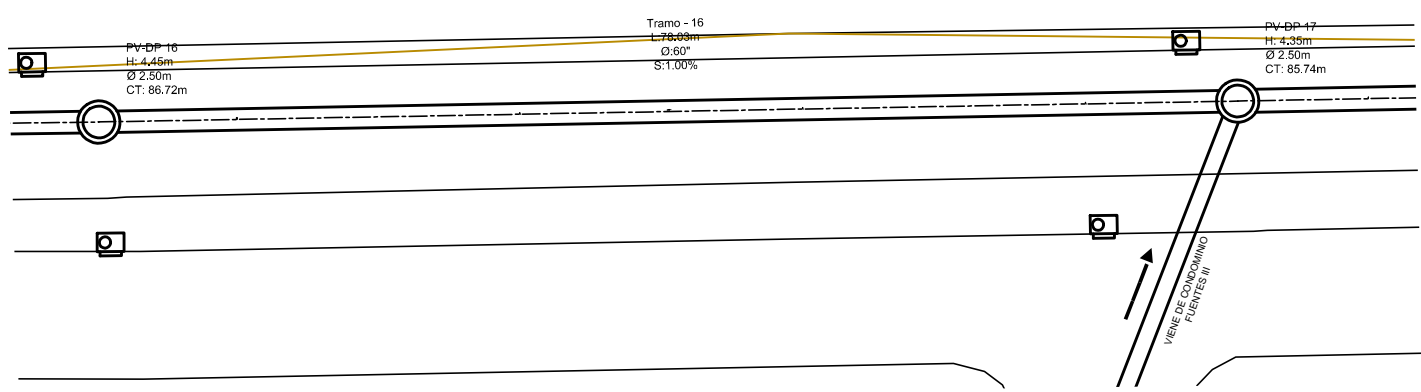 PV-DP 16
H: 4.45m
Ø 2.50m
CT: 86.72m
Tramo - 16
L:78.03m
Ø:60"
S:1.00%
PV-DP 17
H: 4.35m
Ø 2.50m
CT: 85.74m
VIENE DE CONDOMINIO
FUENTES III